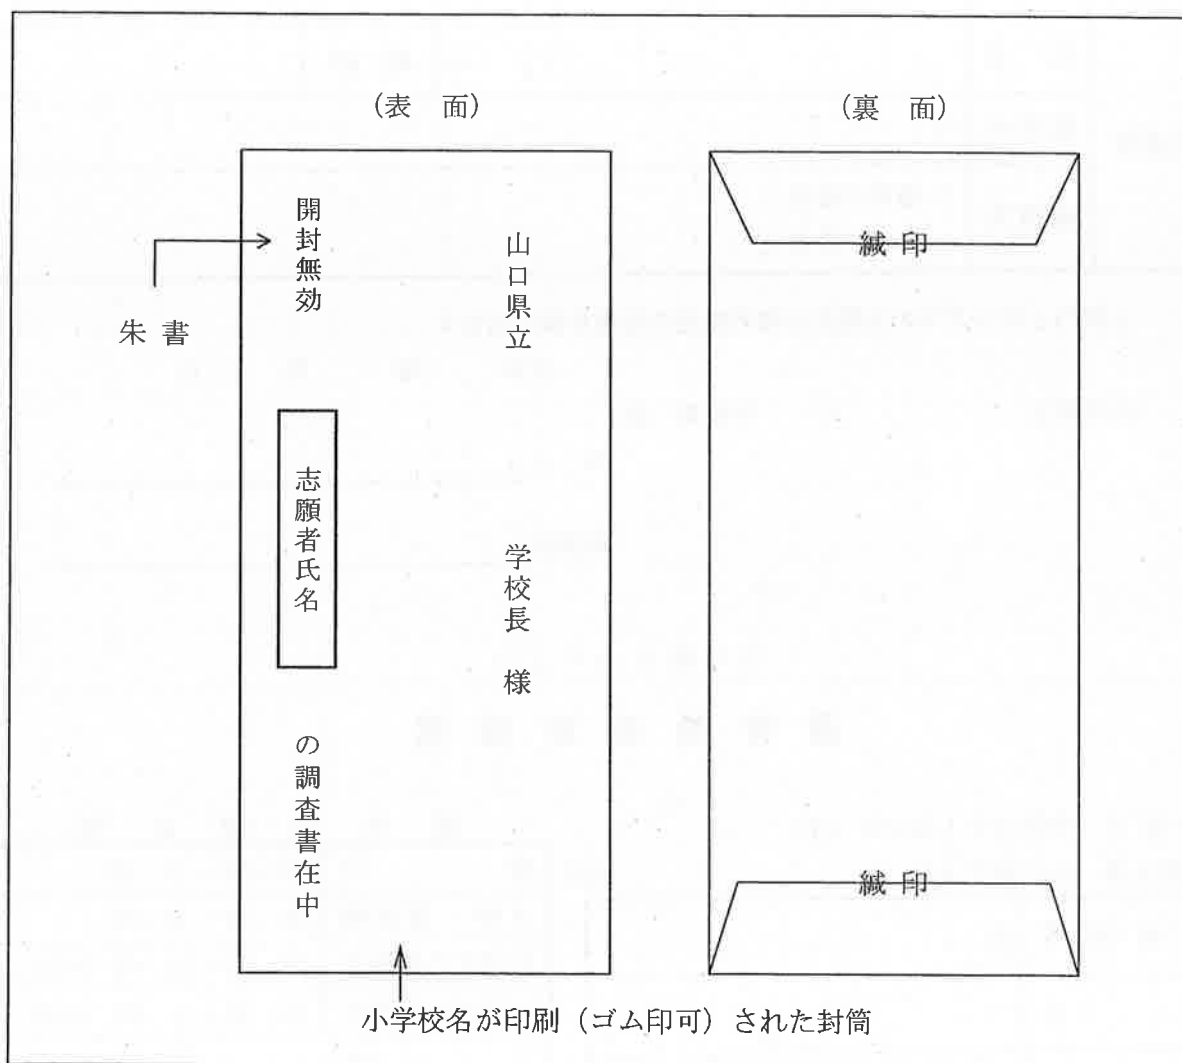 (表　面)
山口県立　学校長　様
開封無効
志願者氏名
の調査書在中
朱書
小学校名が印刷（ゴム印可）された封筒
(裏　面)
緘印
緘印